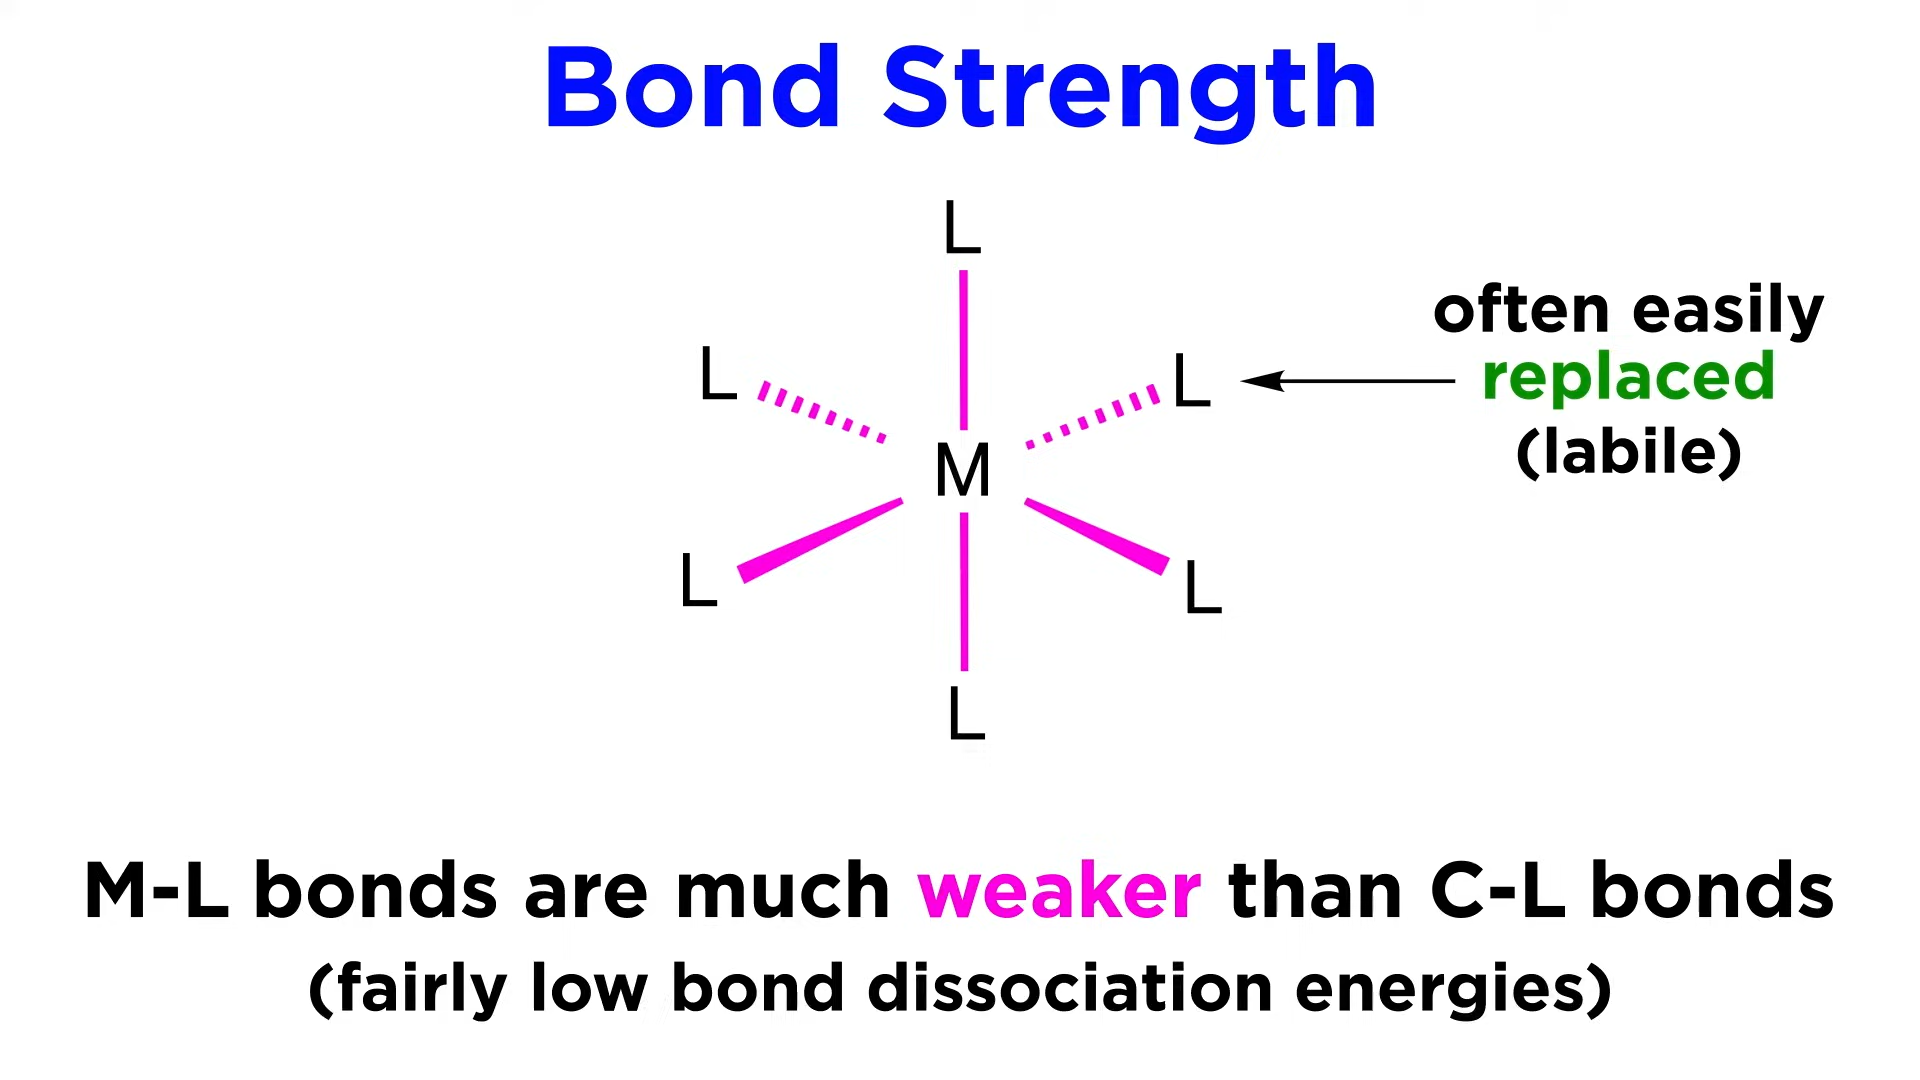 Bond Strength
L
often easily
L
L
replaced
(labile)
M
L
L
L
M-L bonds are much weaker than C-L bonds
(fairly low bond dissociation energies)